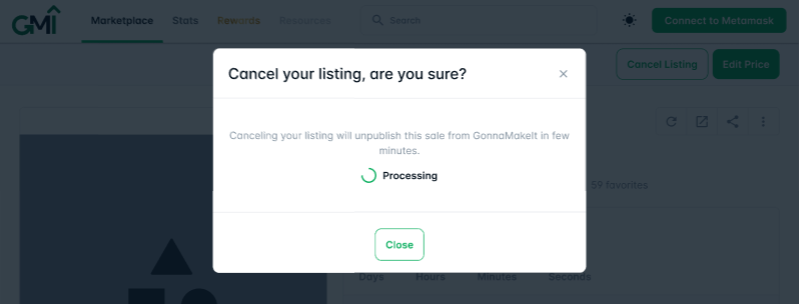 GMI Marketplace Stats Rewards Resources Search Connect to Metamask
Cancel Listing Edit Price
Cancel your listing, are you sure?
Canceling your listing will unpublish this sale from GonnaMakeIt in few
minutes.
Processing
59 favorites
Close
Days Hours Minutes Seconds